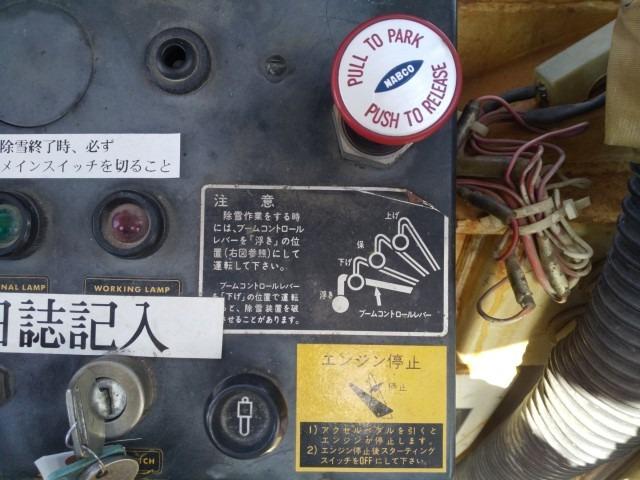 PULL TO PARK
NABCO
PUSH TO RELEASE
除雪終了時、必ず
メインスイッチを切ること
注 意
除雪作業をする時
には、ブームコントロール
レバーを「浮き」の位
置(右図参照)にして
運転して下さい。
ブームコントロールレバー
「下げ」の位置で運転
と、除雪装置を破
させることがあります。
上げ
保
下げ
浮き
ブームコントロールレバー
NAL LAMP
WORKING LAMP
日誌記入
エンジン停止
停止
1) アクセルペダルを引くと
エンジンが停止します。
2) エンジン停止後スターティング
スイッチをOFFにして下さい。
TCH